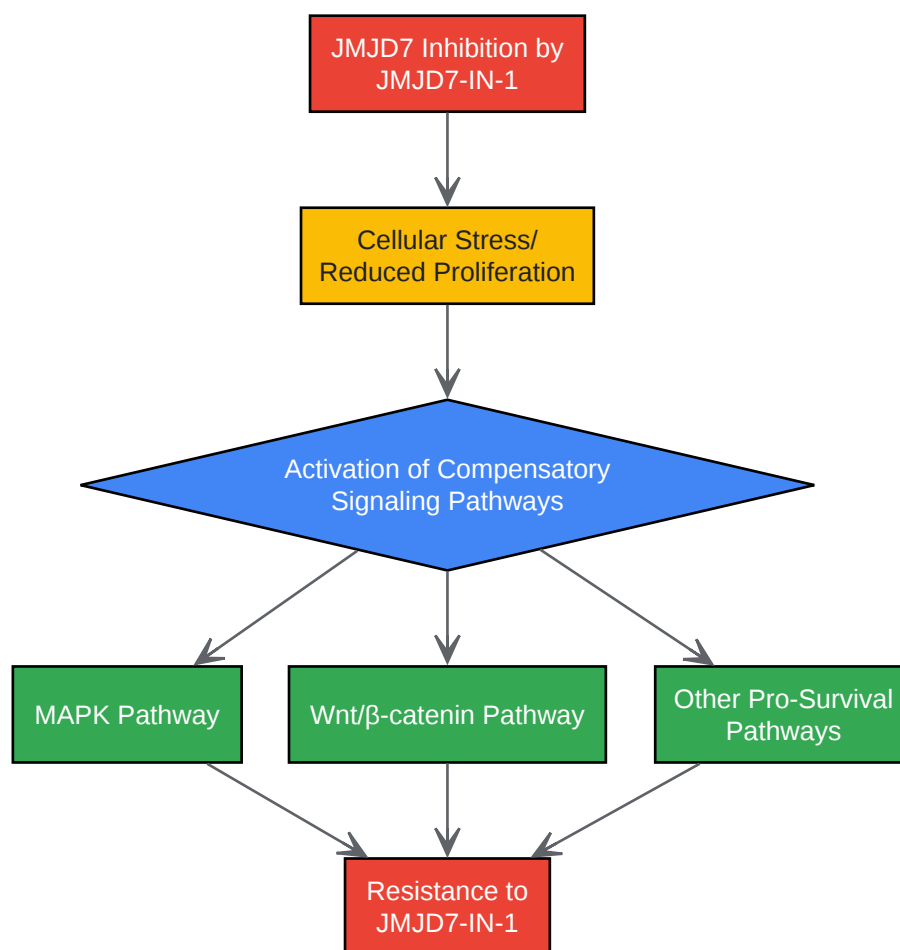 JMJD7 Inhibition by
JMJD7-IN-1
Cellular Stress/
Reduced Proliferation
Activation of Compensatory
Signaling Pathways
MAPK Pathway
Wnt/β-catenin Pathway
Other Pro-Survival
Pathways
Resistance to
JMJD7-IN-1